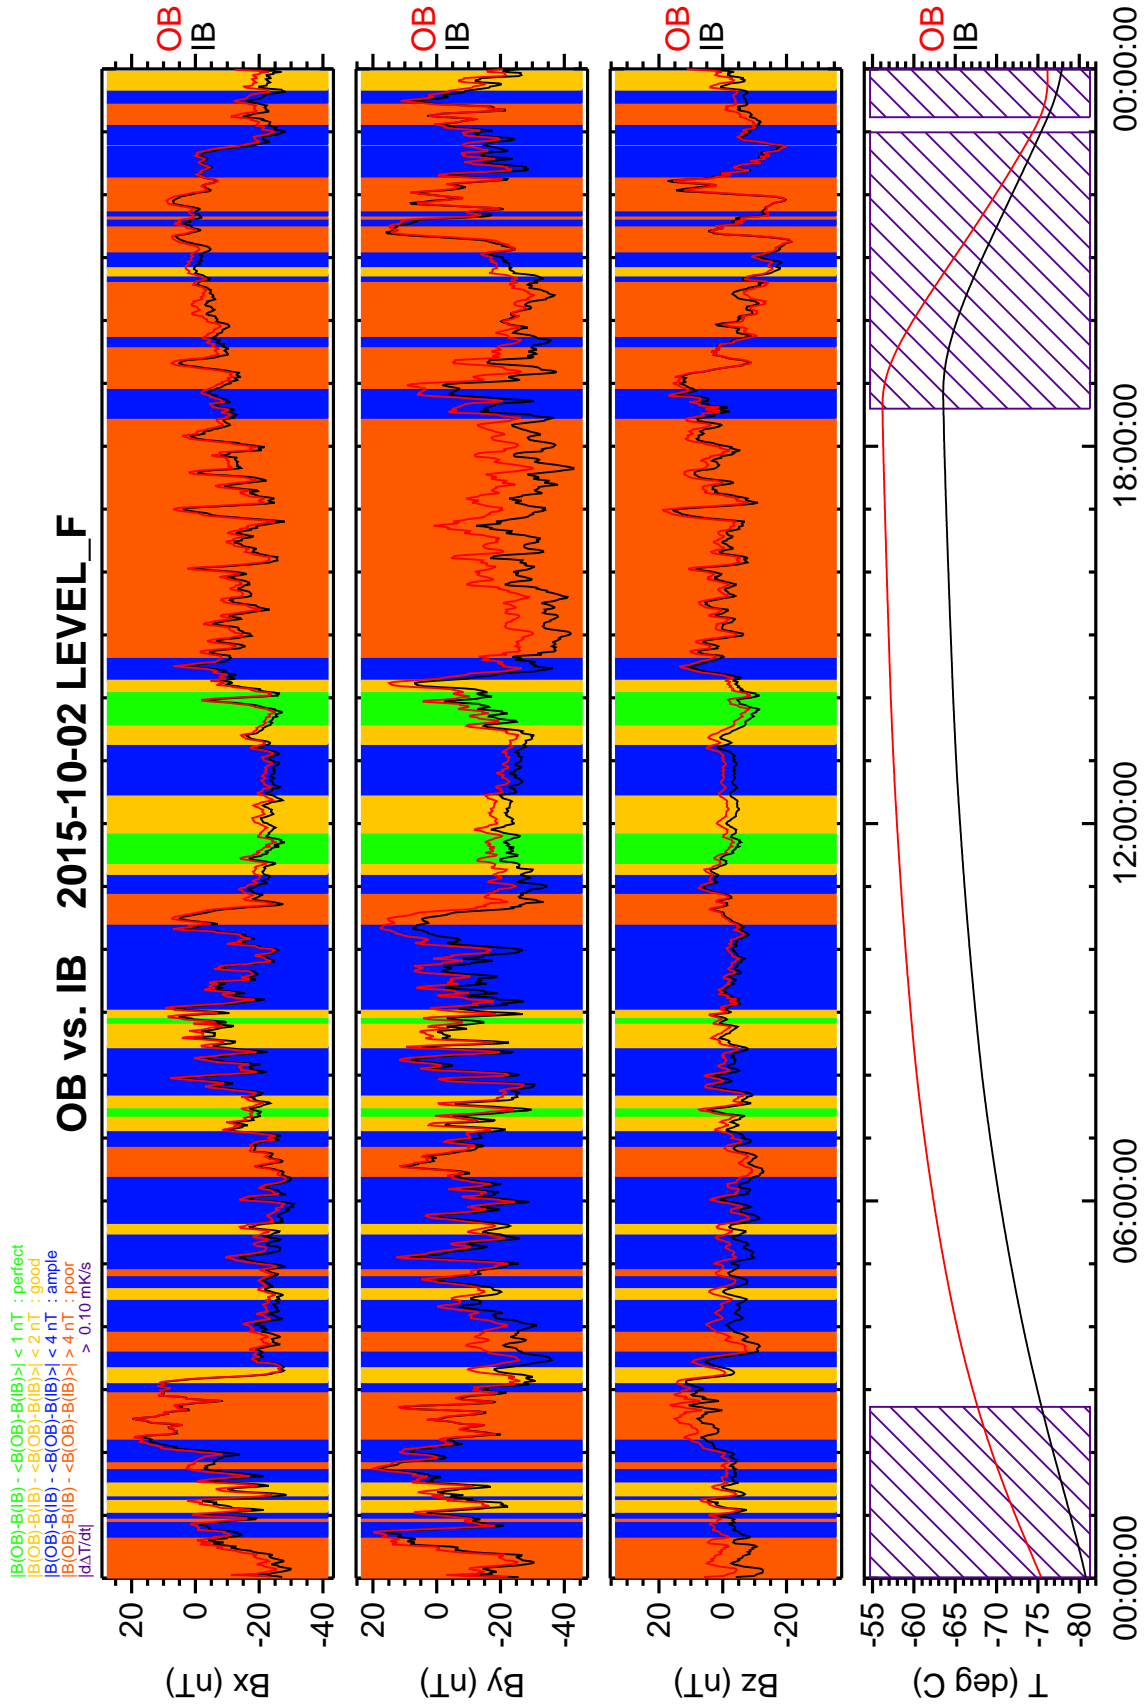 OB vs. IB 2015-10-02 LEVEL_F
|B(OB)-B(IB) - <B(OB)-B(IB)>| < 1 nT : perfect
|B(OB)-B(IB) - <B(OB)-B(IB)>| < 2 nT : good
|B(OB)-B(IB) - <B(OB)-B(IB)>| < 4 nT : ample
|B(OB)-B(IB) - <B(OB)-B(IB)>| > 4 nT : poor
|dΔT/dt| > 0.10 mK/s
Bx (nT)
20
0
-20
-40
OB
IB
By (nT)
20
0
-20
-40
OB
IB
Bz (nT)
20
0
-20
OB
IB
T (deg C)
-55
-60
-65
-70
-75
-80
OB
IB
00:00:00 06:00:00 12:00:00 18:00:00 00:00:00